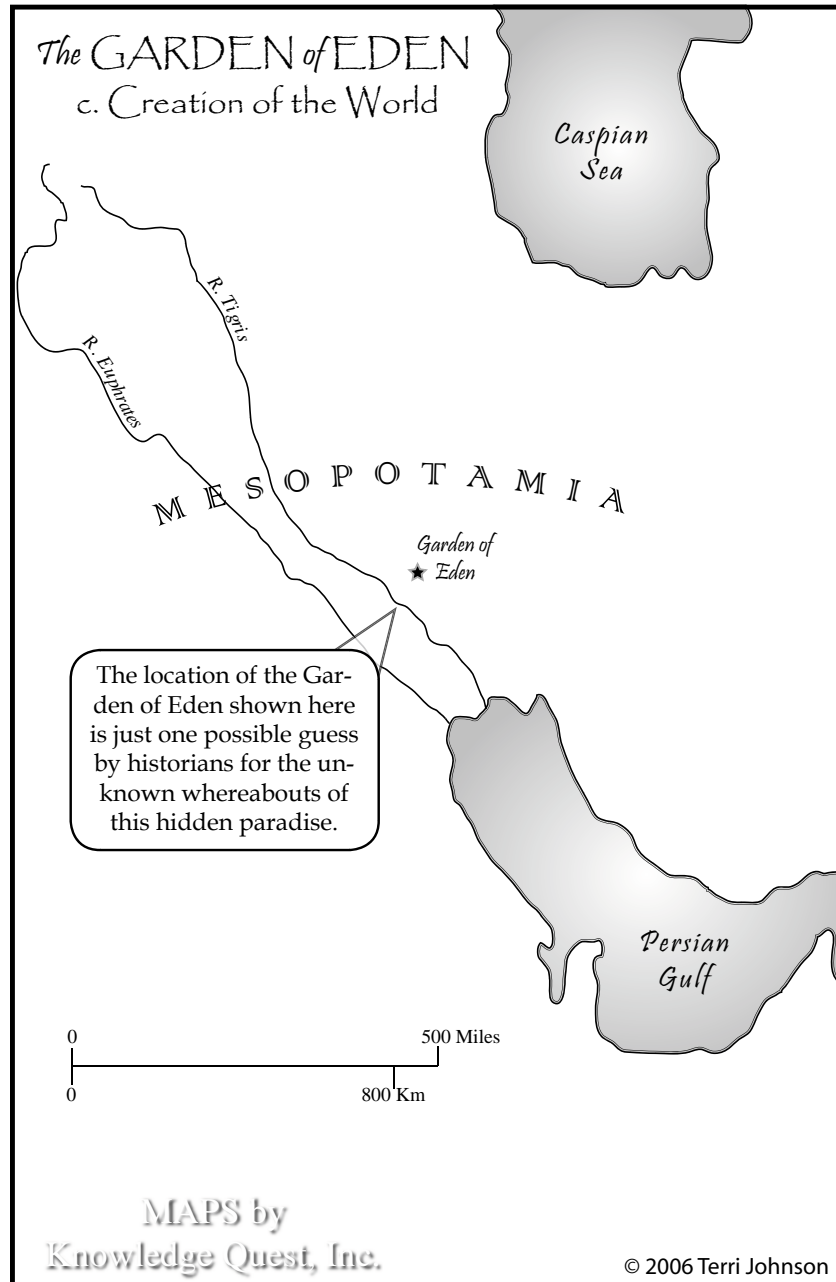 The GARDEN of EDEN
c. Creation of the World
Caspian
Sea
R. Tigris
R. Euphrates
MESOPOTAMIA
Garden of
Eden
The location of the Gar-
den of Eden shown here
is just one possible guess
by historians for the un-
known whereabouts of
this hidden paradise.
Persian
Gulf
0 500 Miles
0 800 Km
MAPS by
Knowledge Quest, Inc.
© 2006 Terri Johnson